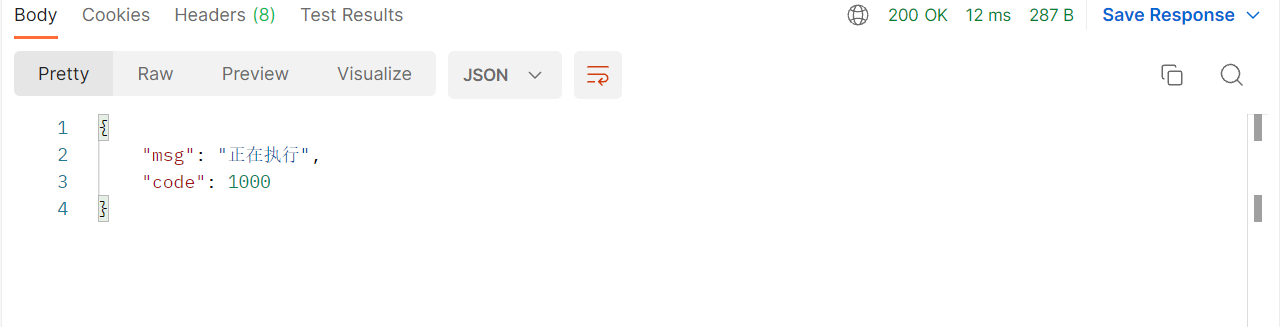 Body Cookies Headers (8) Test Results 200 OK 12 ms 287 B Save Response
Pretty Raw Preview Visualize JSON
1 {
2 "msg": "正在执行",
3 "code": 1000
4 }